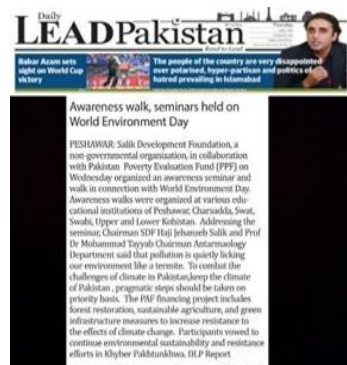 Daily
LEADPakistan
Read to Lead
Babar Azam sets
sight on World Cup
victory
The people of the country are very disappointed
over polarised, hyper-partisan and politics of
hatred prevailing in Islamabad
Awareness walk, seminars held on
World Environment Day
PESHAWAR: Salik Development Foundation, a
non-governmental organization, in collaboration
with Pakistan Poverty Evaluation Fund (PPF) on
Wednesday organized an awareness seminar and
walk in connection with World Environment Day.
Awareness walks were organized at various edu-
cational institutions of Peshawar, Charsadda, Swat,
Swabi, Upper and Lower Kohistan. Addressing the
seminar, Chairman SDF Haji Jehanzeb Salik and Prof
Dr Mohammad Tayyab Chairman Antarmaology
Department said that pollution is quietly licking
our environment like a termite. To combat the
challenges of climate in Pakistan,keep the climate
of Pakistan , pragmatic steps should be taken on
priority basis. The PAF financing project includes
forest restoration, sustainable agriculture, and green
infrastructure measures to increase resistance to
the effects of climate change. Participants vowed to
continue environmental sustainability and resistance
efforts in Khyber Pakhtunkhwa. DLP Report